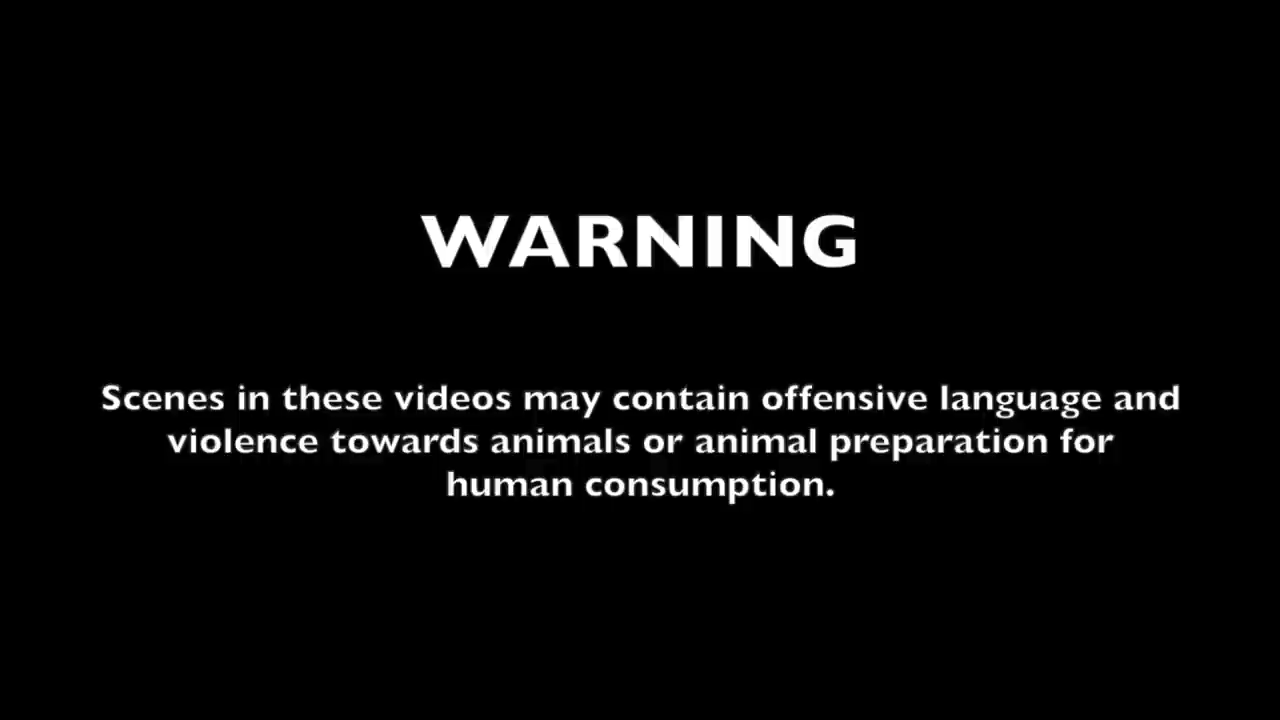 WARNING
Scenes in these videos may contain offensive language and
violence towards animals or animal preparation for
human consumption.